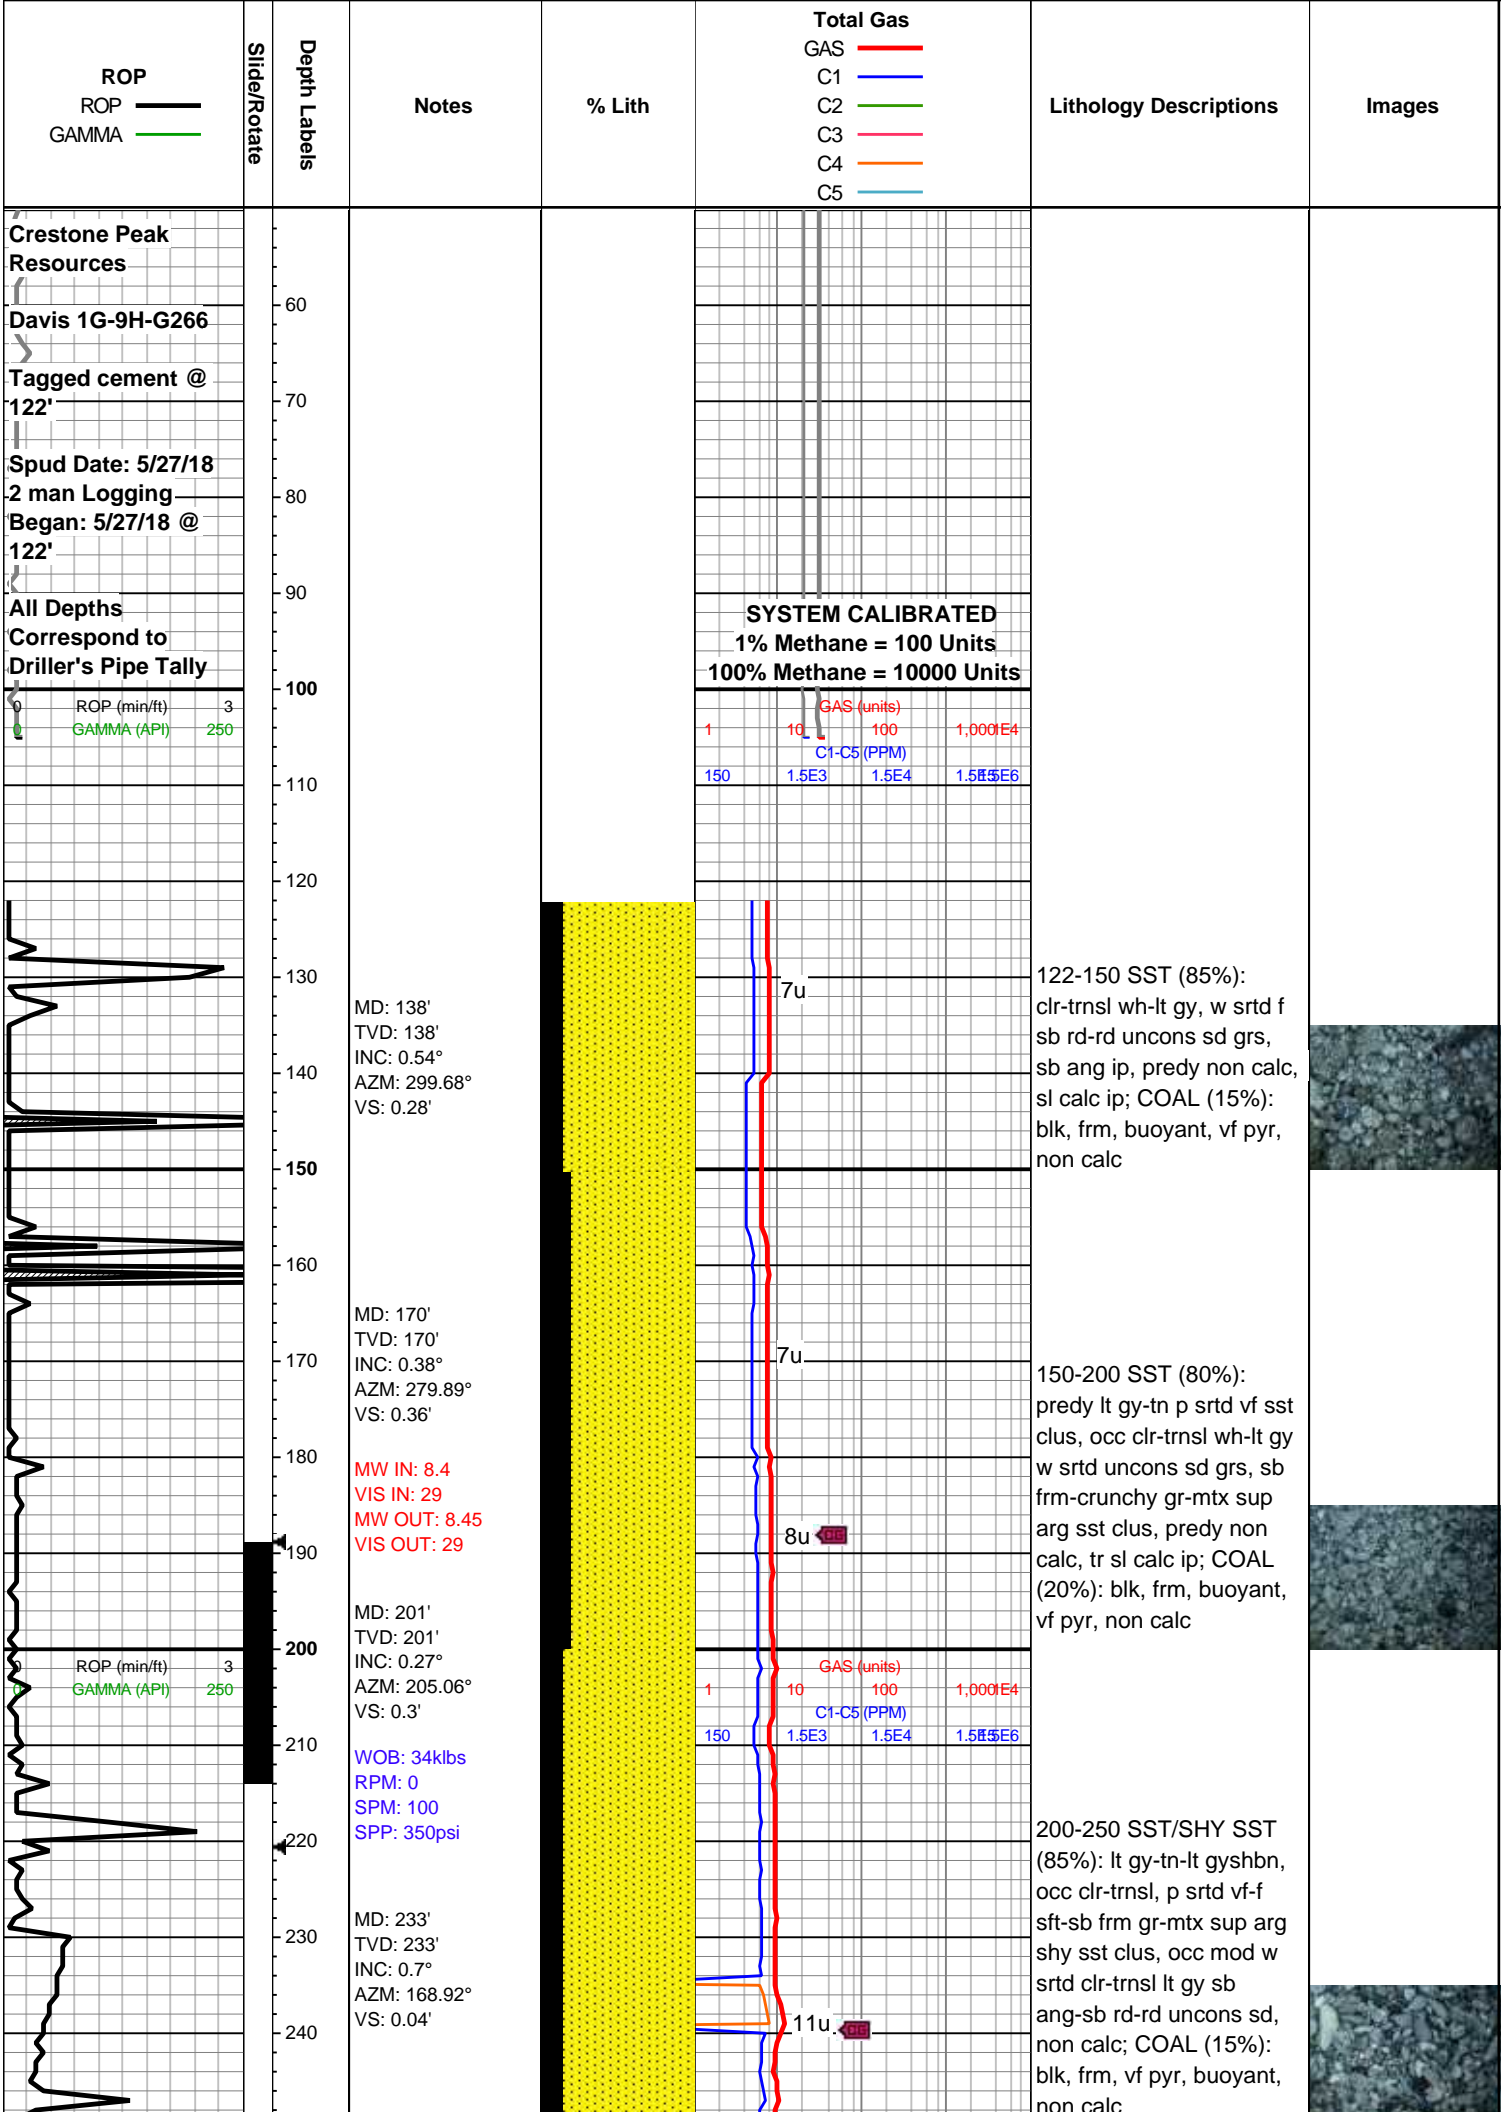 ROP
ROP
GAMMA
Slide/Rotate
Depth Labels
Notes
% Lith
Total Gas
GAS
C1
C2
C3
C4
C5
Lithology Descriptions
Images
Crestone Peak
Resources
Davis 1G-9H-G266
Tagged cement @
122'
Spud Date: 5/27/18
2 man Logging
Began: 5/27/18 @
122'
All Depths
Correspond to
Driller's Pipe Tally
0 ROP (min/ft) 3
0 GAMMA (API) 250
60
70
80
90
100
110
120
130
140
150
160
170
180
190
200
210
220
230
240
SYSTEM CALIBRATED
1% Methane = 100 Units
100% Methane = 10000 Units
GAS (units)
1 10 100 1,000 1E4
C1-C5 (PPM)
150 1.5E3 1.5E4 1.5E5 1.5E6
MD: 138'
TVD: 138'
INC: 0.54°
AZM: 299.68°
VS: 0.28'
7u
122-150 SST (85%):
clr-trnsl wh-lt gy, w srtd f
sb rd-rd uncons sd grs,
sb ang ip, predy non calc,
sl calc ip; COAL (15%):
blk, frm, buoyant, vf pyr,
non calc
MD: 170'
TVD: 170'
INC: 0.38°
AZM: 279.89°
VS: 0.36'
7u
MW IN: 8.4
VIS IN: 29
MW OUT: 8.45
VIS OUT: 29
8u CG
150-200 SST (80%):
predy lt gy-tn p srtd vf sst
clus, occ clr-trnsl wh-lt gy
w srtd uncons sd grs, sb
frm-crunchy gr-mtx sup
arg sst clus, predy non
calc, tr sl calc ip; COAL
(20%): blk, frm, buoyant,
vf pyr, non calc
MD: 201'
TVD: 201'
INC: 0.27°
AZM: 205.06°
VS: 0.3'
0 ROP (min/ft) 3
0 GAMMA (API) 250
GAS (units)
1 10 100 1,000 1E4
C1-C5 (PPM)
150 1.5E3 1.5E4 1.5E5 1.5E6
WOB: 34klbs
RPM: 0
SPM: 100
SPP: 350psi
MD: 233'
TVD: 233'
INC: 0.7°
AZM: 168.92°
VS: 0.04'
11u CG
200-250 SST/SHY SST
(85%): lt gy-tn-lt gyshbn,
occ clr-trnsl, p srtd vf-f
sft-sb frm gr-mtx sup arg
shy sst clus, occ mod w
srtd clr-trnsl lt gy sb
ang-sb rd-rd uncons sd,
non calc; COAL (15%):
blk, frm, vf pyr, buoyant,
non calc